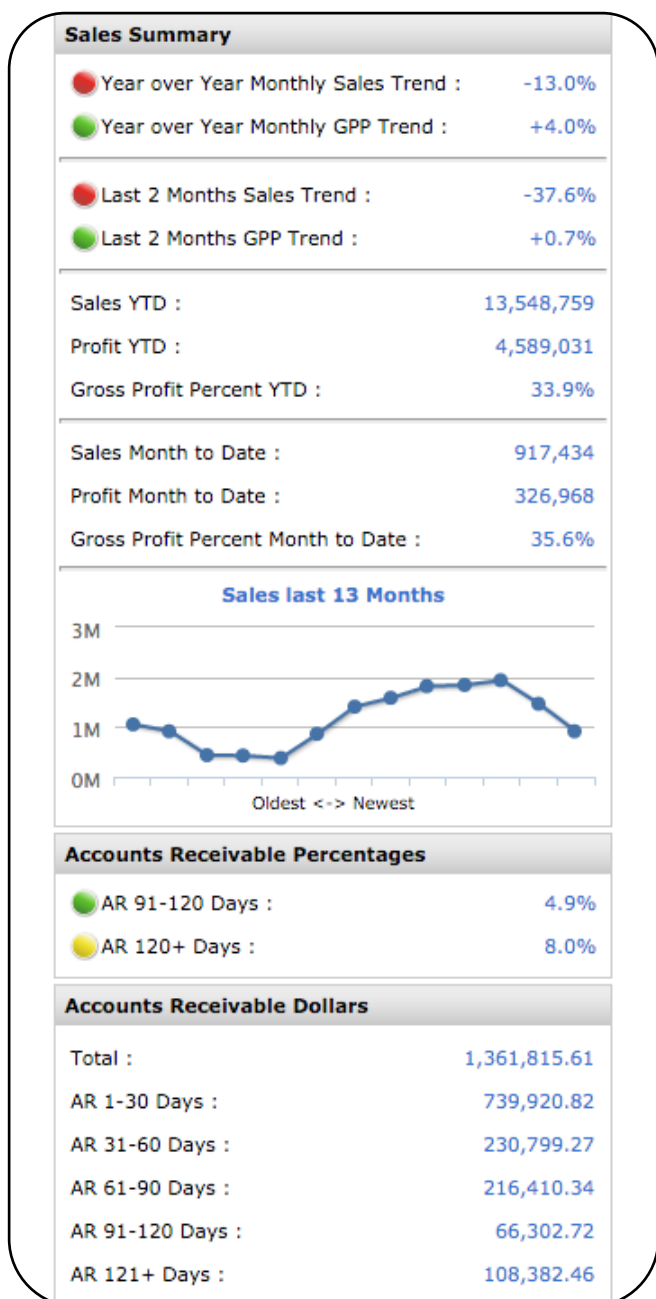 Sales Summary
Year over Year Monthly Sales Trend : -13.0%
Year over Year Monthly GPP Trend : +4.0%
Last 2 Months Sales Trend : -37.6%
Last 2 Months GPP Trend : +0.7%
Sales YTD : 13,548,759
Profit YTD : 4,589,031
Gross Profit Percent YTD : 33.9%
Sales Month to Date : 917,434
Profit Month to Date : 326,968
Gross Profit Percent Month to Date : 35.6%
Sales last 13 Months
3M
2M
1M
0M
Oldest <-> Newest
Accounts Receivable Percentages
AR 91-120 Days : 4.9%
AR 120+ Days : 8.0%
Accounts Receivable Dollars
Total : 1,361,815.61
AR 1-30 Days : 739,920.82
AR 31-60 Days : 230,799.27
AR 61-90 Days : 216,410.34
AR 91-120 Days : 66,302.72
AR 121+ Days : 108,382.46